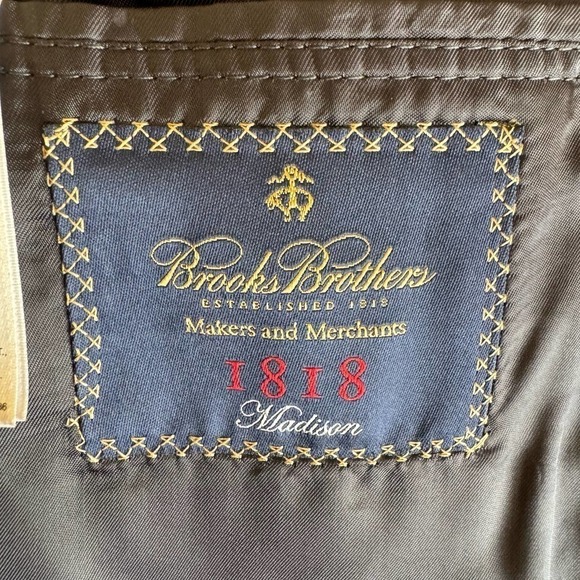 Brooks Brothers
ESTABLISHED 1818
Makers and Merchants
1818
Madison